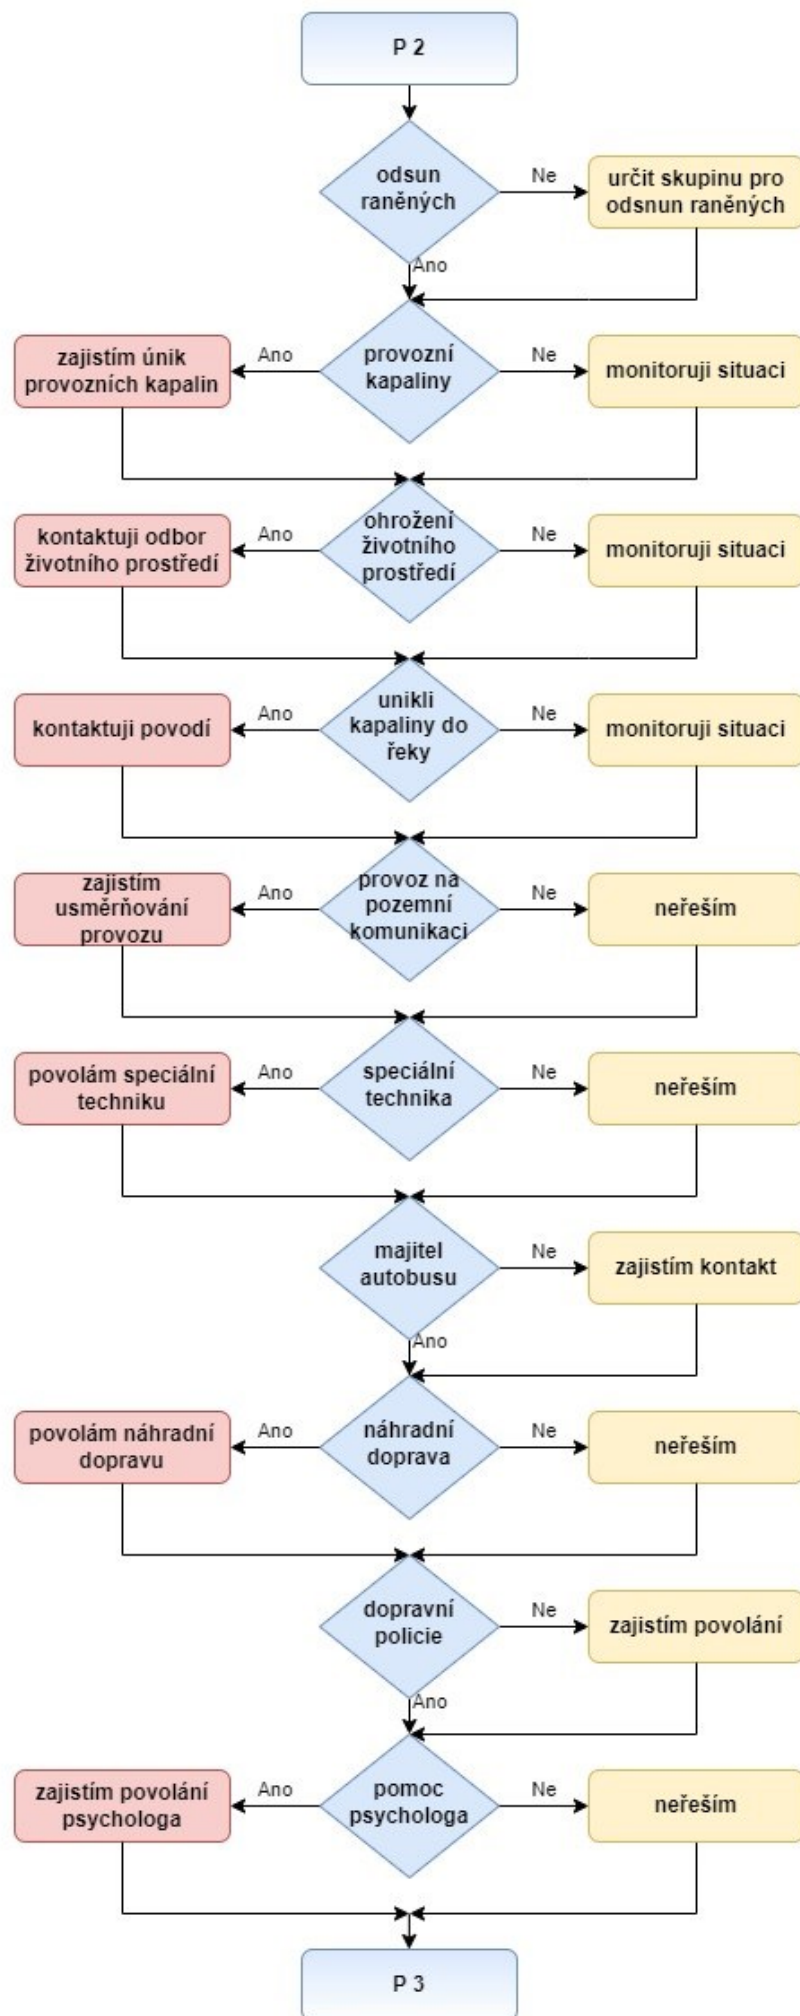 P 2
odsun
raněných
Ne
určit skupinu pro
odsnun raněných
Ano
zajistím únik
provozních kapalin
Ano
provozní
kapaliny
Ne
monitoruji situaci
kontaktuji odbor
životního prostředí
Ano
ohrožení
životního
prostředí
Ne
monitoruji situaci
kontaktuji povodí
Ano
unikli
kapaliny do
řeky
Ne
monitoruji situaci
zajistím
usměrňování
provozu
Ano
provoz na
pozemní
komunikaci
Ne
neřeším
povolám speciální
techniku
Ano
speciální
technika
Ne
neřeším
majitel
autobusu
Ne
zajistím kontakt
Ano
povolám náhradní
dopravu
Ano
náhradní
doprava
Ne
neřeším
dopravní
policie
Ne
zajistím povolání
Ano
zajistím povolání
psychologa
Ano
pomoc
psychologa
Ne
neřeším
P 3